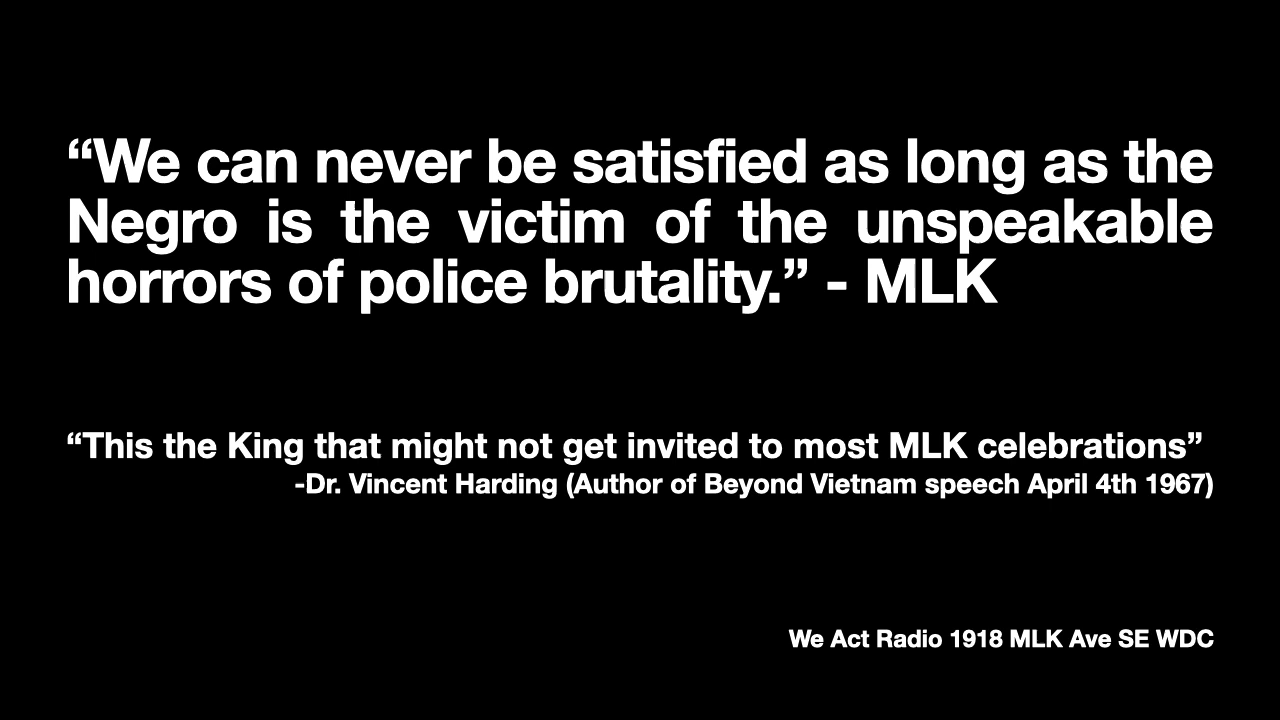 “We can never be satisfied as long as the
Negro is the victim of the unspeakable
horrors of police brutality.” - MLK
“This the King that might not get invited to most MLK celebrations”
-Dr. Vincent Harding (Author of Beyond Vietnam speech April 4th 1967)
We Act Radio 1918 MLK Ave SE WDC